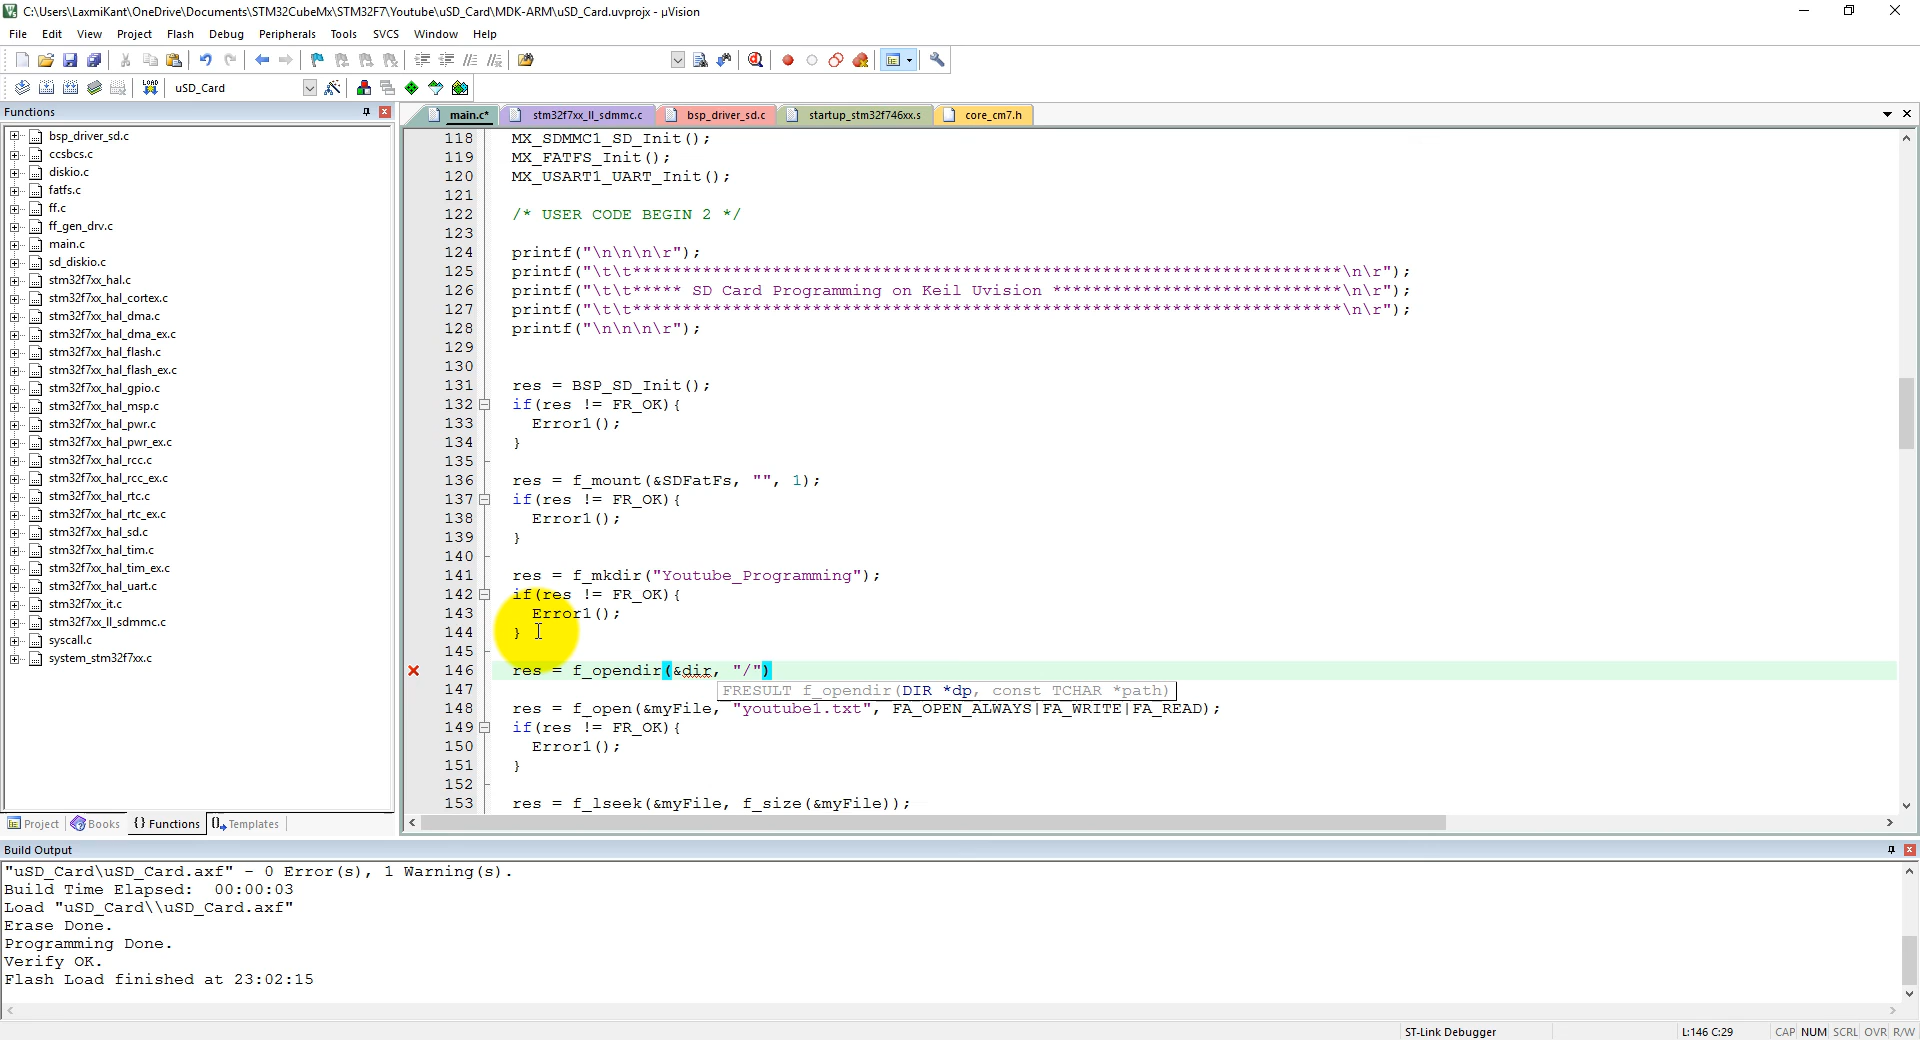 C:\Users\LaxmiKant\OneDrive\Documents\STM32CubeMx\STM32F7\Youtube\uSD_Card\MDK-ARM\uSD_Card.uvprojx - µVision
File Edit View Project Flash Debug Peripherals Tools SVCS Window Help
LOAD uSD_Card
Functions
bsp_driver_sd.c
ccsbcs.c
diskio.c
fatfs.c
ff.c
ff_gen_drv.c
main.c
sd_diskio.c
stm32f7xx_hal.c
stm32f7xx_hal_cortex.c
stm32f7xx_hal_dma.c
stm32f7xx_hal_dma_ex.c
stm32f7xx_hal_flash.c
stm32f7xx_hal_flash_ex.c
stm32f7xx_hal_gpio.c
stm32f7xx_hal_msp.c
stm32f7xx_hal_pwr.c
stm32f7xx_hal_pwr_ex.c
stm32f7xx_hal_rcc.c
stm32f7xx_hal_rcc_ex.c
stm32f7xx_hal_rtc.c
stm32f7xx_hal_rtc_ex.c
stm32f7xx_hal_sd.c
stm32f7xx_hal_tim.c
stm32f7xx_hal_tim_ex.c
stm32f7xx_hal_uart.c
stm32f7xx_it.c
stm32f7xx_ll_sdmmc.c
syscall.c
system_stm32f7xx.c
Project Books {} Functions Templates
main.c* stm32f7xx_ll_sdmmc.c bsp_driver_sd.c startup_stm32f746xx.s core_cm7.h
118 MX_SDMMC1_SD_Init();
119 MX_FATFS_Init();
120 MX_USART1_UART_Init();
121
122 /* USER CODE BEGIN 2 */
123
124 printf("\n\n\n\r");
125 printf("\t\t***********************************************************************\n\r");
126 printf("\t\t***** SD Card Programming on Keil Uvision *****************************\n\r");
127 printf("\t\t***********************************************************************\n\r");
128 printf("\n\n\n\r");
129
130
131 res = BSP_SD_Init();
132 if(res != FR_OK){
133 Error1();
134 }
135
136 res = f_mount(&SDFatFs, "", 1);
137 if(res != FR_OK){
138 Error1();
139 }
140
141 res = f_mkdir("Youtube_Programming");
142 if(res != FR_OK){
143 Error1();
144 }
145
146 res = f_opendir(&dir, "/")
147 FRESULT f_opendir(DIR *dp, const TCHAR *path)
148 res = f_open(&myFile, "youtube1.txt", FA_OPEN_ALWAYS|FA_WRITE|FA_READ);
149 if(res != FR_OK){
150 Error1();
151 }
152
153 res = f_lseek(&myFile, f_size(&myFile));
Build Output
"uSD_Card\uSD_Card.axf" - 0 Error(s), 1 Warning(s).
Build Time Elapsed: 00:00:03
Load "uSD_Card\\uSD_Card.axf"
Erase Done.
Programming Done.
Verify OK.
Flash Load finished at 23:02:15
ST-Link Debugger L:146 C:29 CAP NUM SCRL OVR R/W